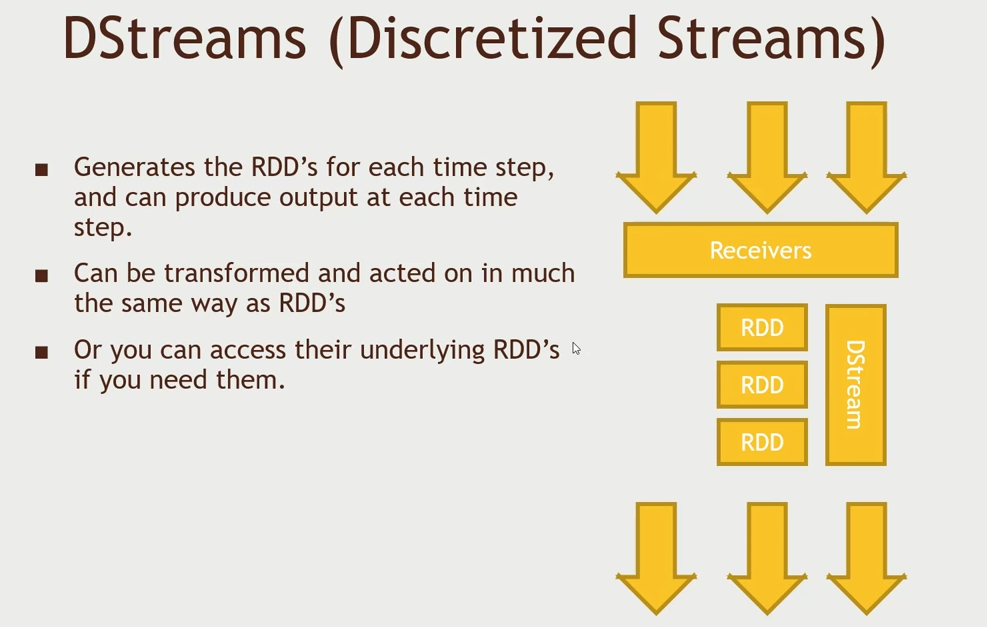 DStreams (Discretized Streams)
■ Generates the RDD’s for each time step,
and can produce output at each time
step.
■ Can be transformed and acted on in much
the same way as RDD’s
■ Or you can access their underlying RDD’s
if you need them.
Receivers
RDD
RDD
RDD
DStream